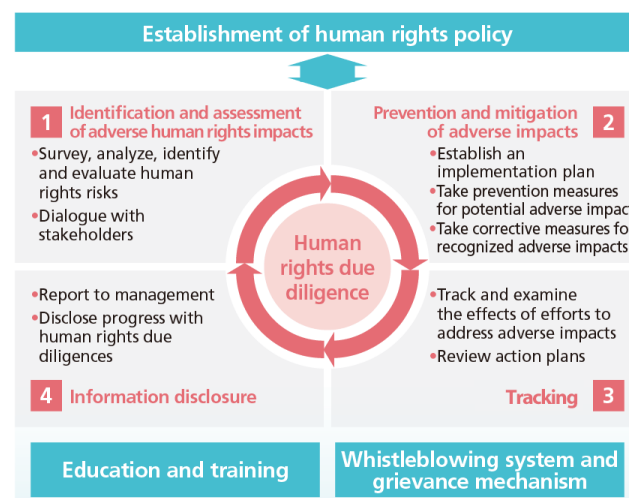 Establishment of human rights policy
1
Identification and assessment
of adverse human rights impacts
•Survey, analyze, identify
and evaluate human
rights risks
•Dialogue with
stakeholders
Prevention and mitigation
of adverse impacts
2
•Establish an
implementation plan
•Take prevention measures
for potential adverse impac
•Take corrective measures fo
recognized adverse impacts
Human
rights due
diligence
•Report to management
•Disclose progress with
human rights due
diligences
4
Information disclosure
•Track and examine
the effects of efforts to
address adverse impacts
•Review action plans
Tracking
3
Education and training
Whistleblowing system and
grievance mechanism